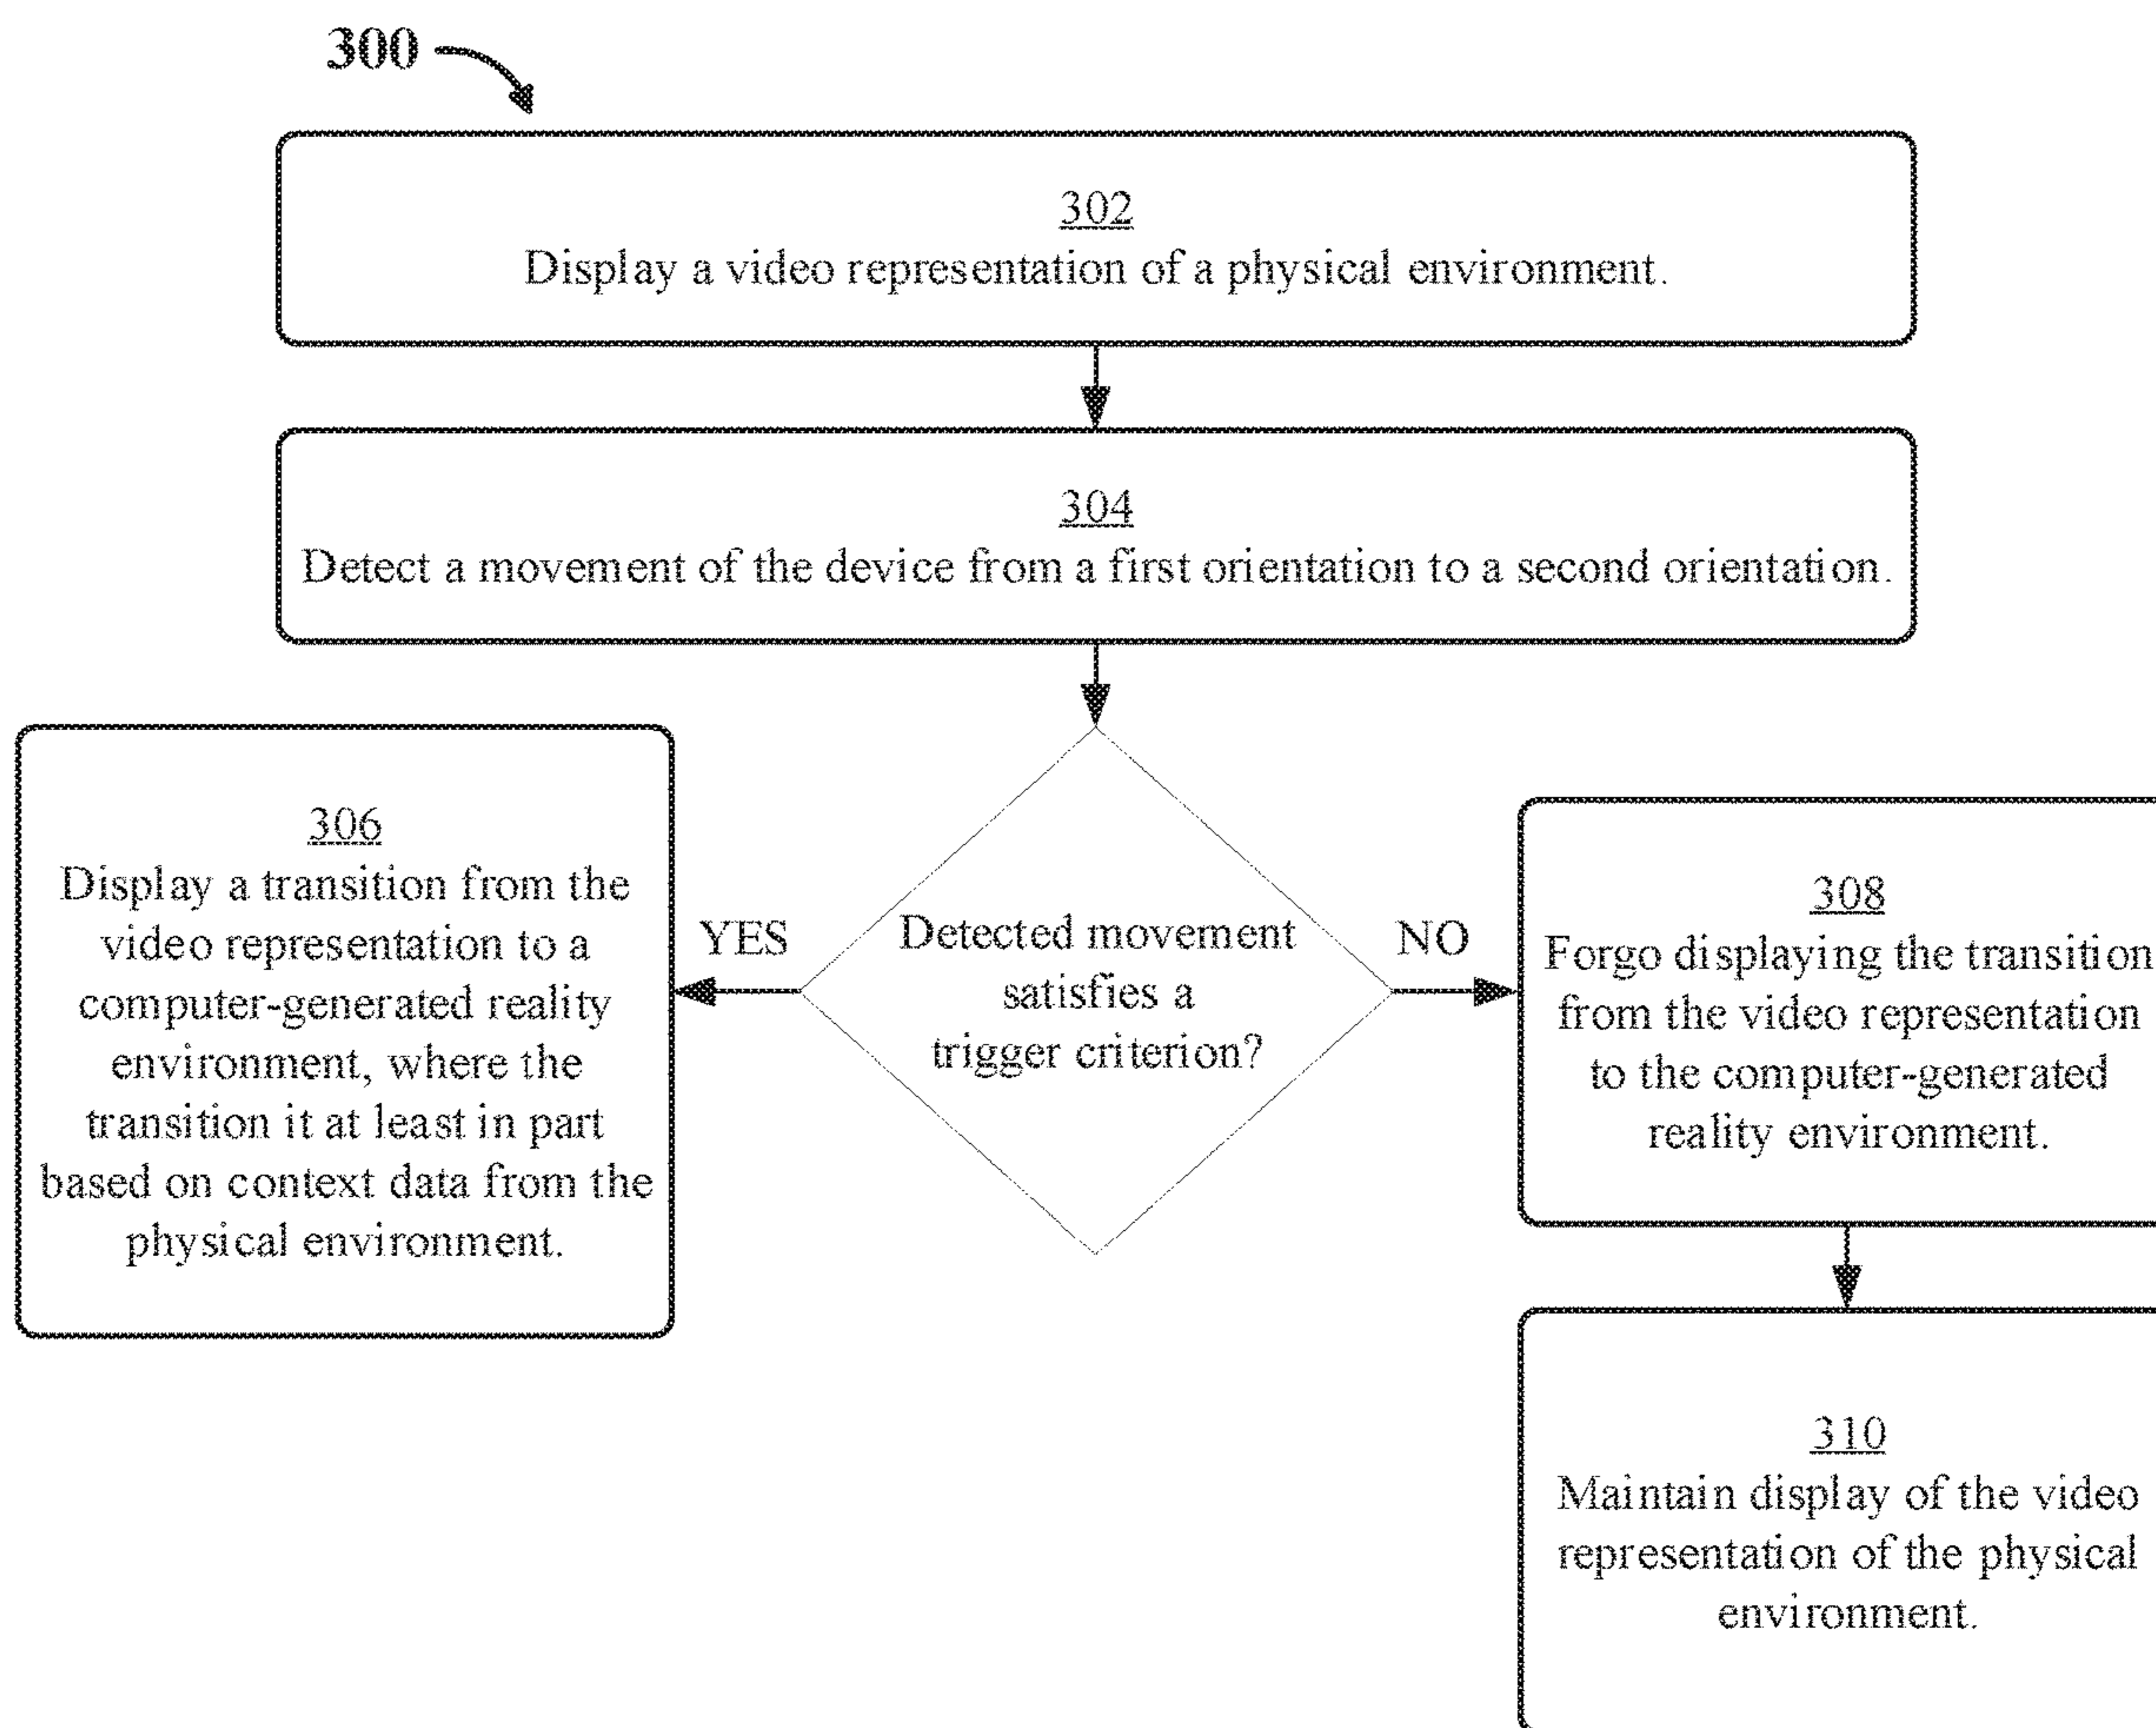 300
302
Display a video representation of a physical environment.
304
Detect a movement of the device from a first orientation to a second orientation.
306
Display a transition from the
video representation to a
computer-generated reality
environment, where the
transition it at least in part
based on context data from the
physical environment.
YES
Detected movement
satisfies a
trigger criterion?
NO
308
Forgo displaying the transition
from the video representation
to the computer-generated
reality environment.
310
Maintain display of the video
representation of the physical
environment.